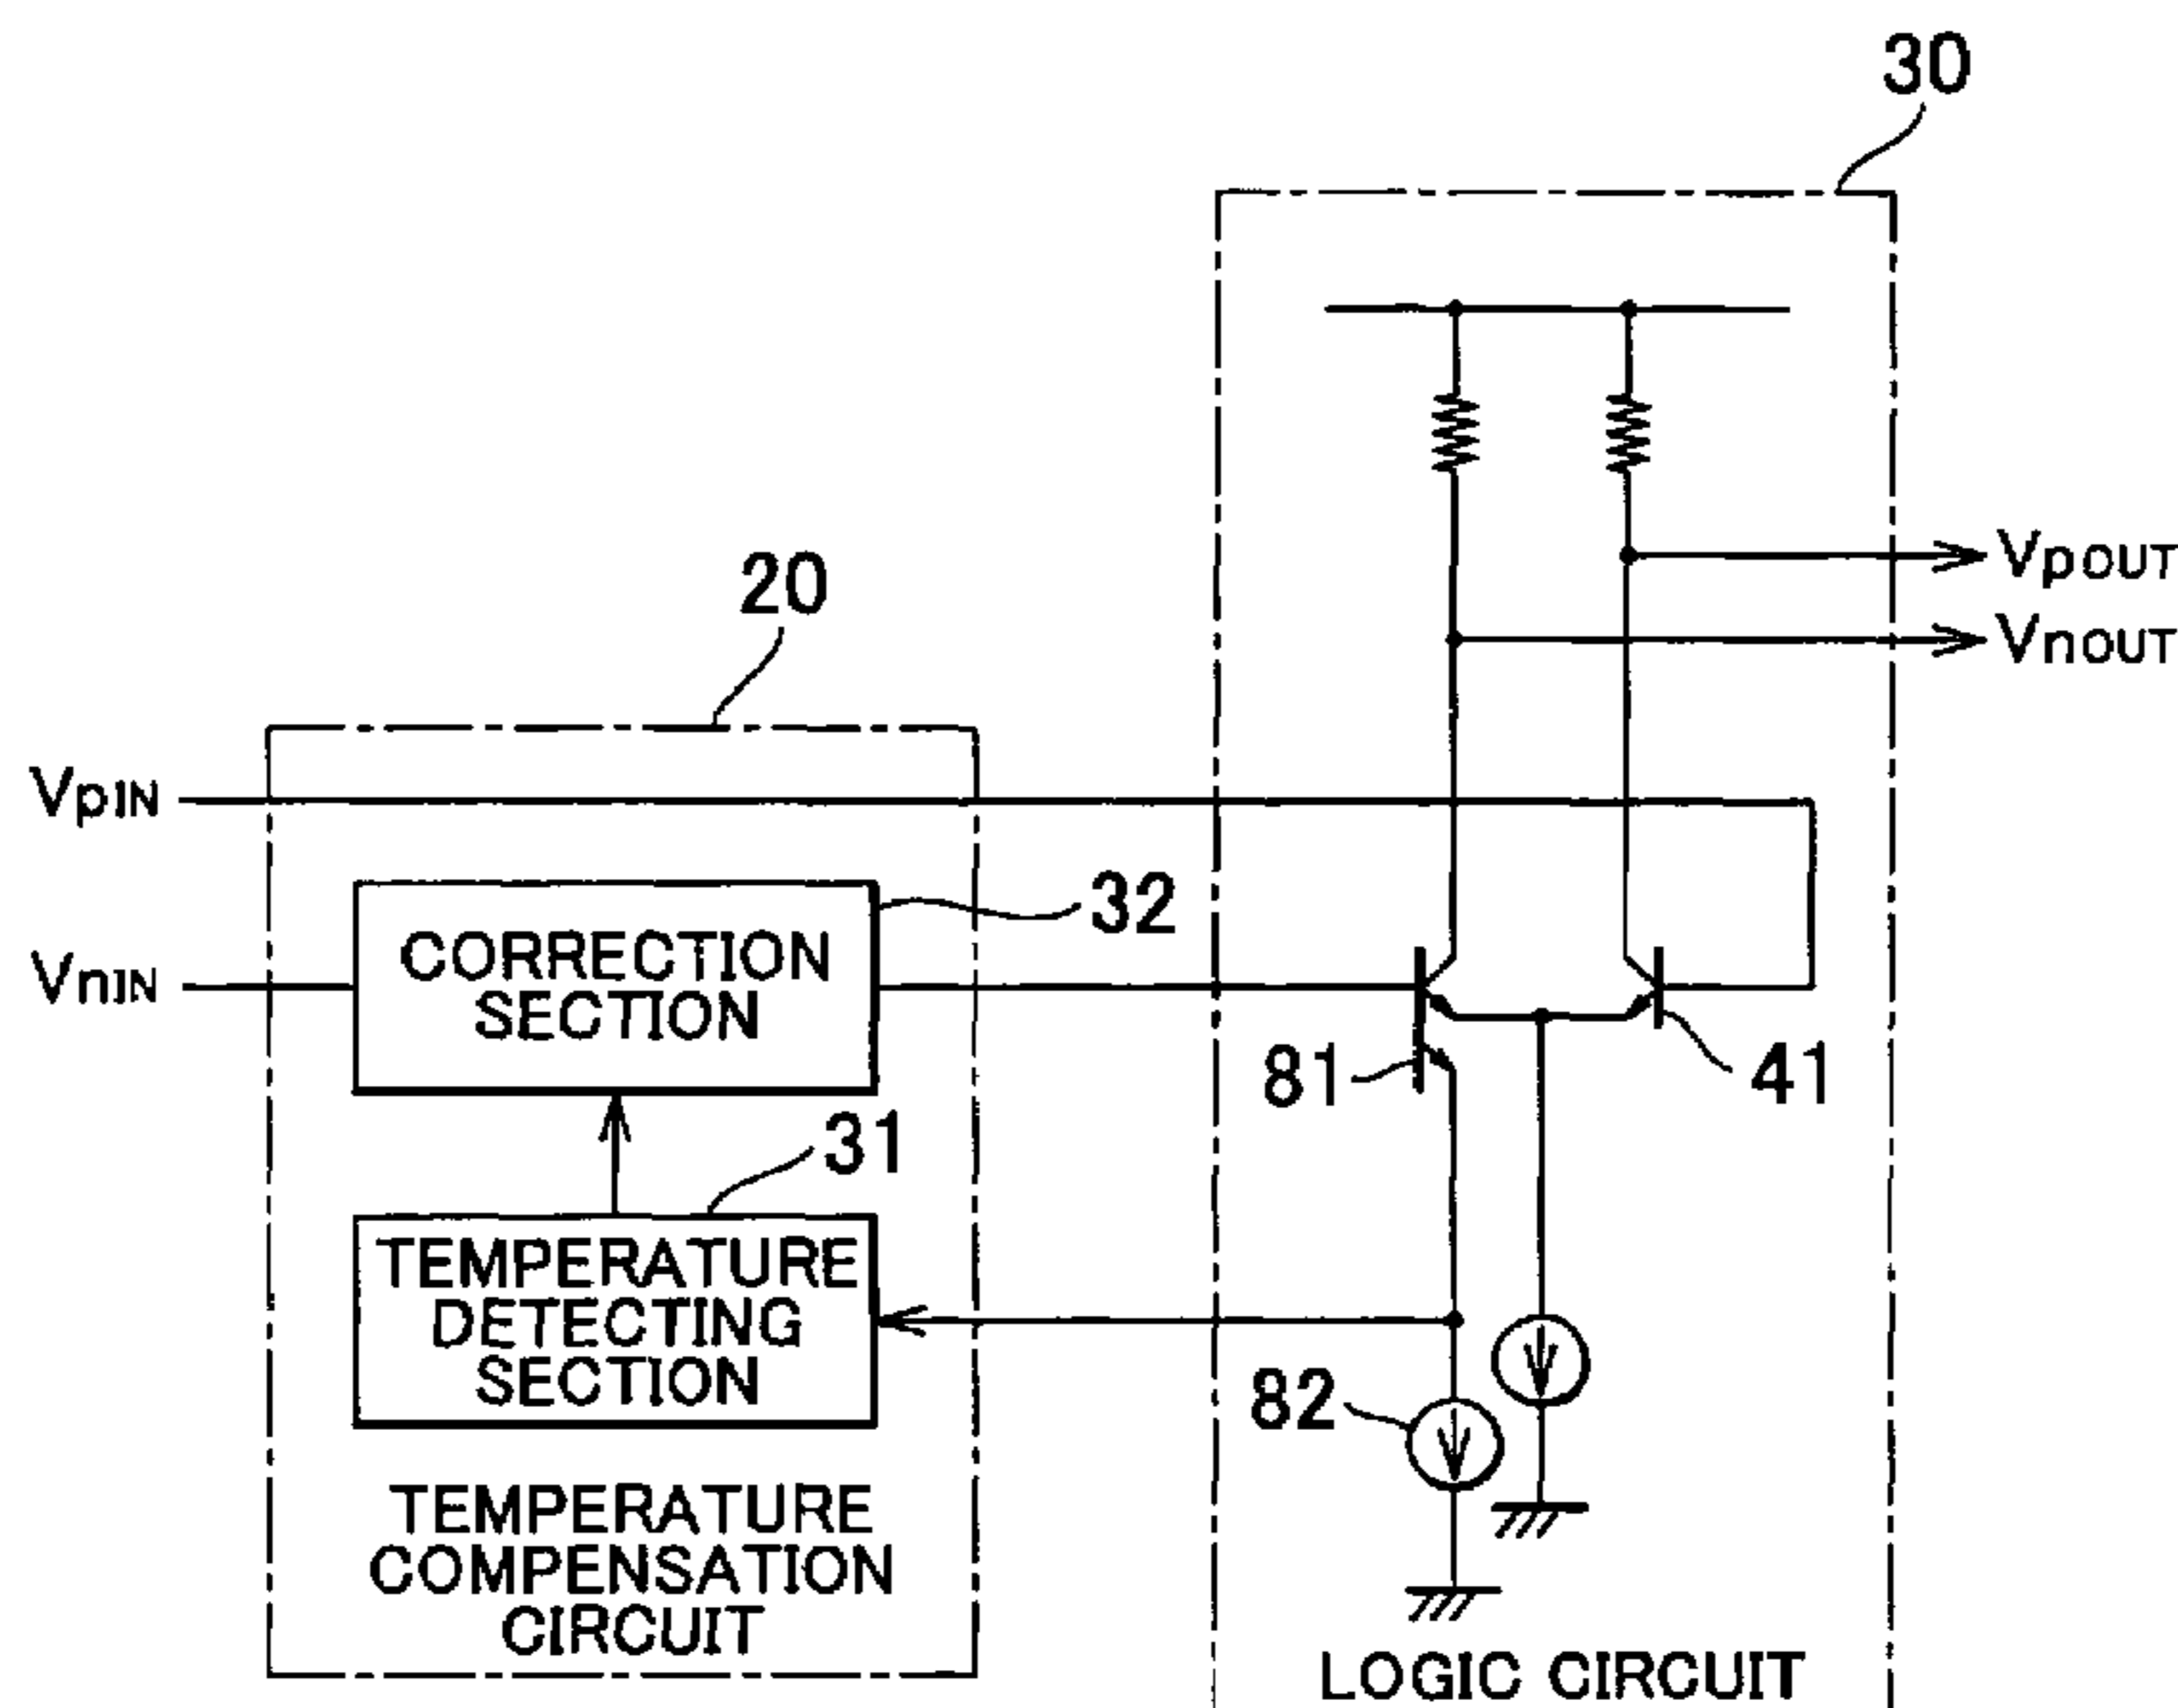 30
VpOUT
VnOUT
20
VpIN
32
CORRECTION
SECTION
VnIN
81
41
31
TEMPERATURE
DETECTING
SECTION
82
TEMPERATURE
COMPENSATION
CIRCUIT
LOGIC CIRCUIT